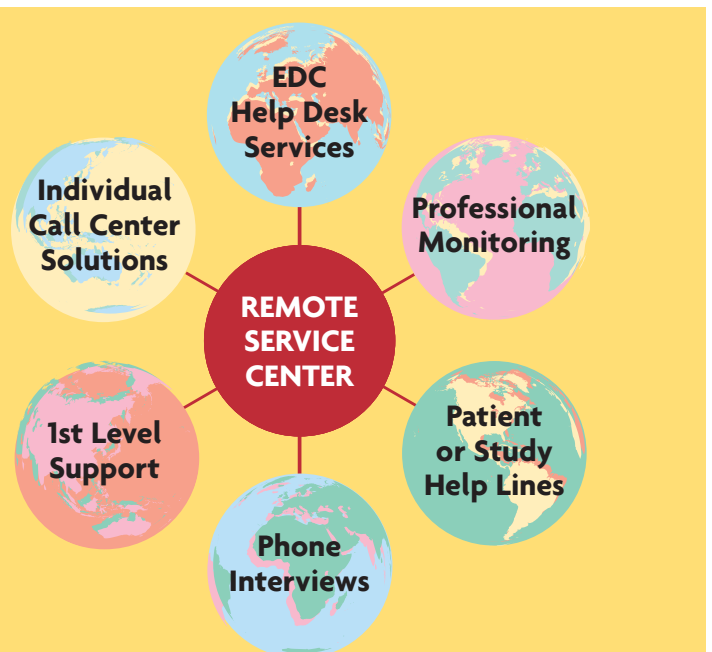 EDC
Help Desk
Services
Individual
Call Center
Solutions
Professional
Monitoring
REMOTE
SERVICE
CENTER
1st Level
Support
Patient
or Study
Help Lines
Phone
Interviews